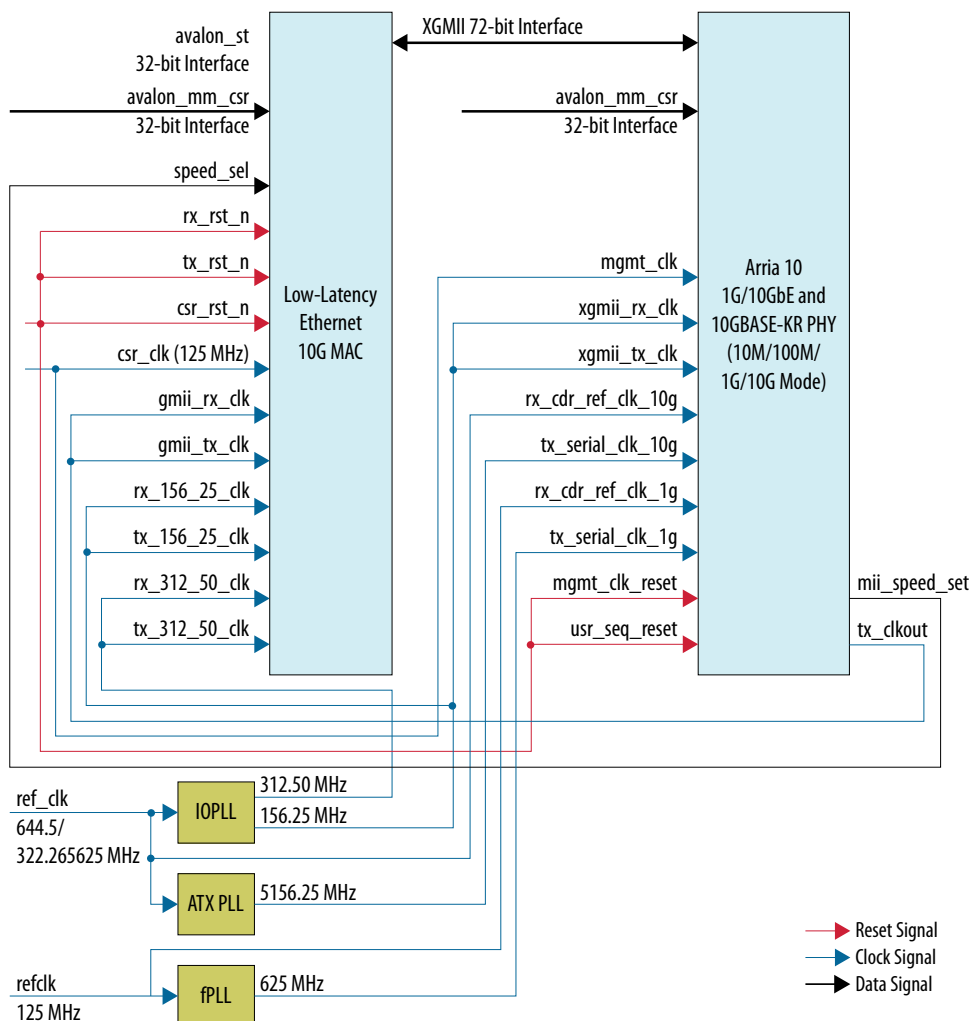 XGMII 72-bit Interface
avalon_st
32-bit Interface
avalon_mm_csr
32-bit Interface
speed_sel
rx_rst_n
tx_rst_n
csr_rst_n
csr_clk (125 MHz)
gmii_rx_clk
gmii_tx_clk
rx_156_25_clk
tx_156_25_clk
rx_312_50_clk
tx_312_50_clk
Low-Latency
Ethernet
10G MAC
avalon_mm_csr
32-bit Interface
mgmt_clk
xgmii_rx_clk
xgmii_tx_clk
rx_cdr_ref_clk_10g
tx_serial_clk_10g
rx_cdr_ref_clk_1g
tx_serial_clk_1g
mgmt_clk_reset
usr_seq_reset
Arria 10
1G/10GbE and
10GBASE-KR PHY
(10M/100M/
1G/10G Mode)
mii_speed_set
tx_clkout
ref_clk
644.5/
322.265625 MHz
IOPLL
312.50 MHz
156.25 MHz
ATX PLL
5156.25 MHz
refclk
125 MHz
fPLL
625 MHz
Reset Signal
Clock Signal
Data Signal